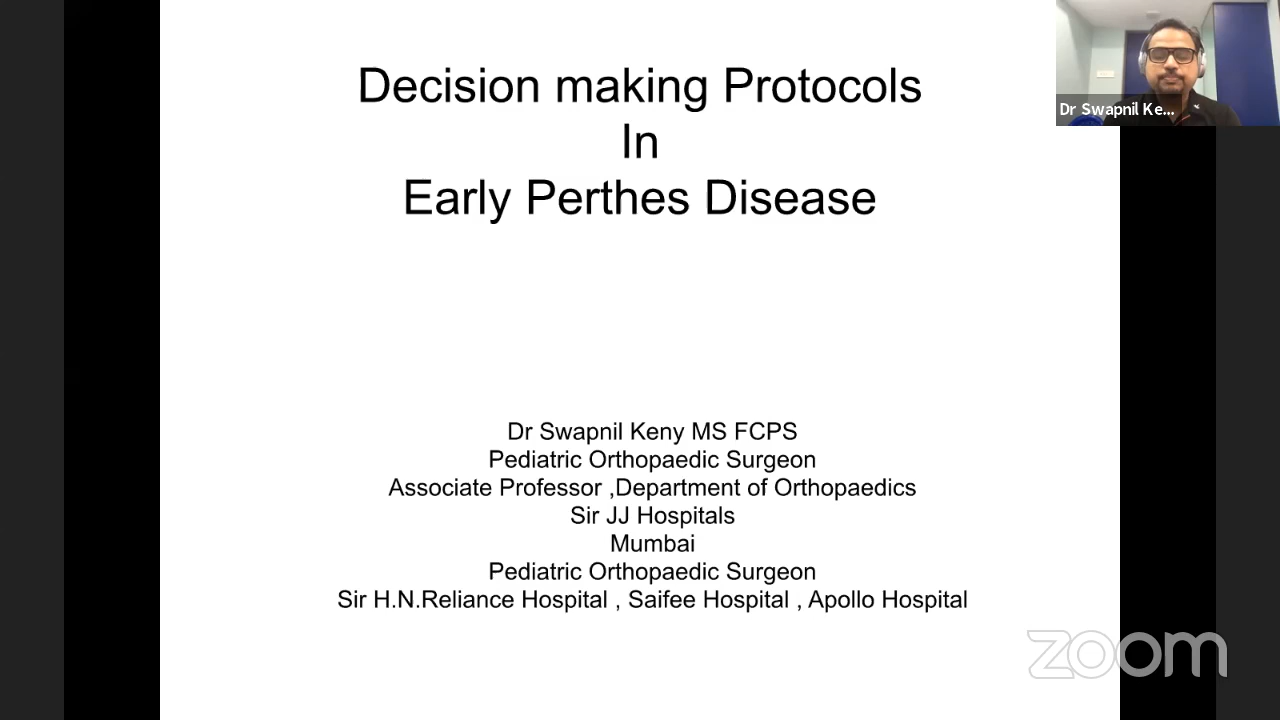 Decision making Protocols
In
Early Perthes Disease
Dr Swapnil Ke...
Dr Swapnil Keny MS FCPS
Pediatric Orthopaedic Surgeon
Associate Professor ,Department of Orthopaedics
Sir JJ Hospitals
Mumbai
Pediatric Orthopaedic Surgeon
Sir H.N.Reliance Hospital , Saifee Hospital , Apollo Hospital
zoom